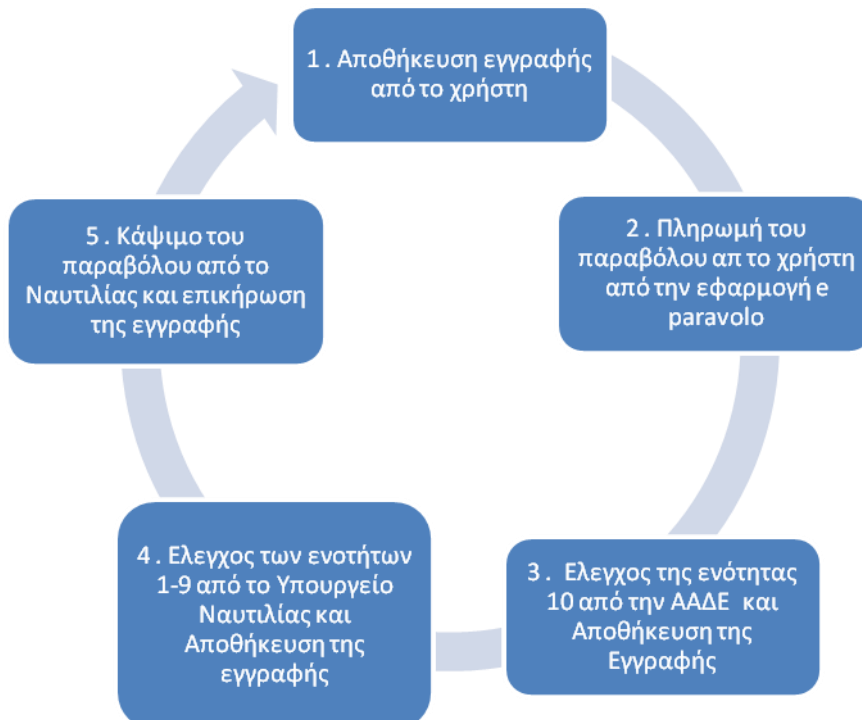 1 . Αποθήκευση εγγραφής
από το χρήστη
2 . Πληρωμή του
παραβόλου απ το χρήστη
από την εφαρμογή e
paravolo
3 .  Ελεγχος της ενότητας
10 από την ΑΑΔΕ  και
Αποθήκευση της
Εγγραφής
4 . Ελεγχος των ενοτήτων
1-9 από το Υπουργείο
Ναυτιλίας και
Αποθήκευση της
εγγραφής
5 . Κάψιμο του
παραβόλου από το
Ναυτιλίας και επικήρωση
της εγγραφής